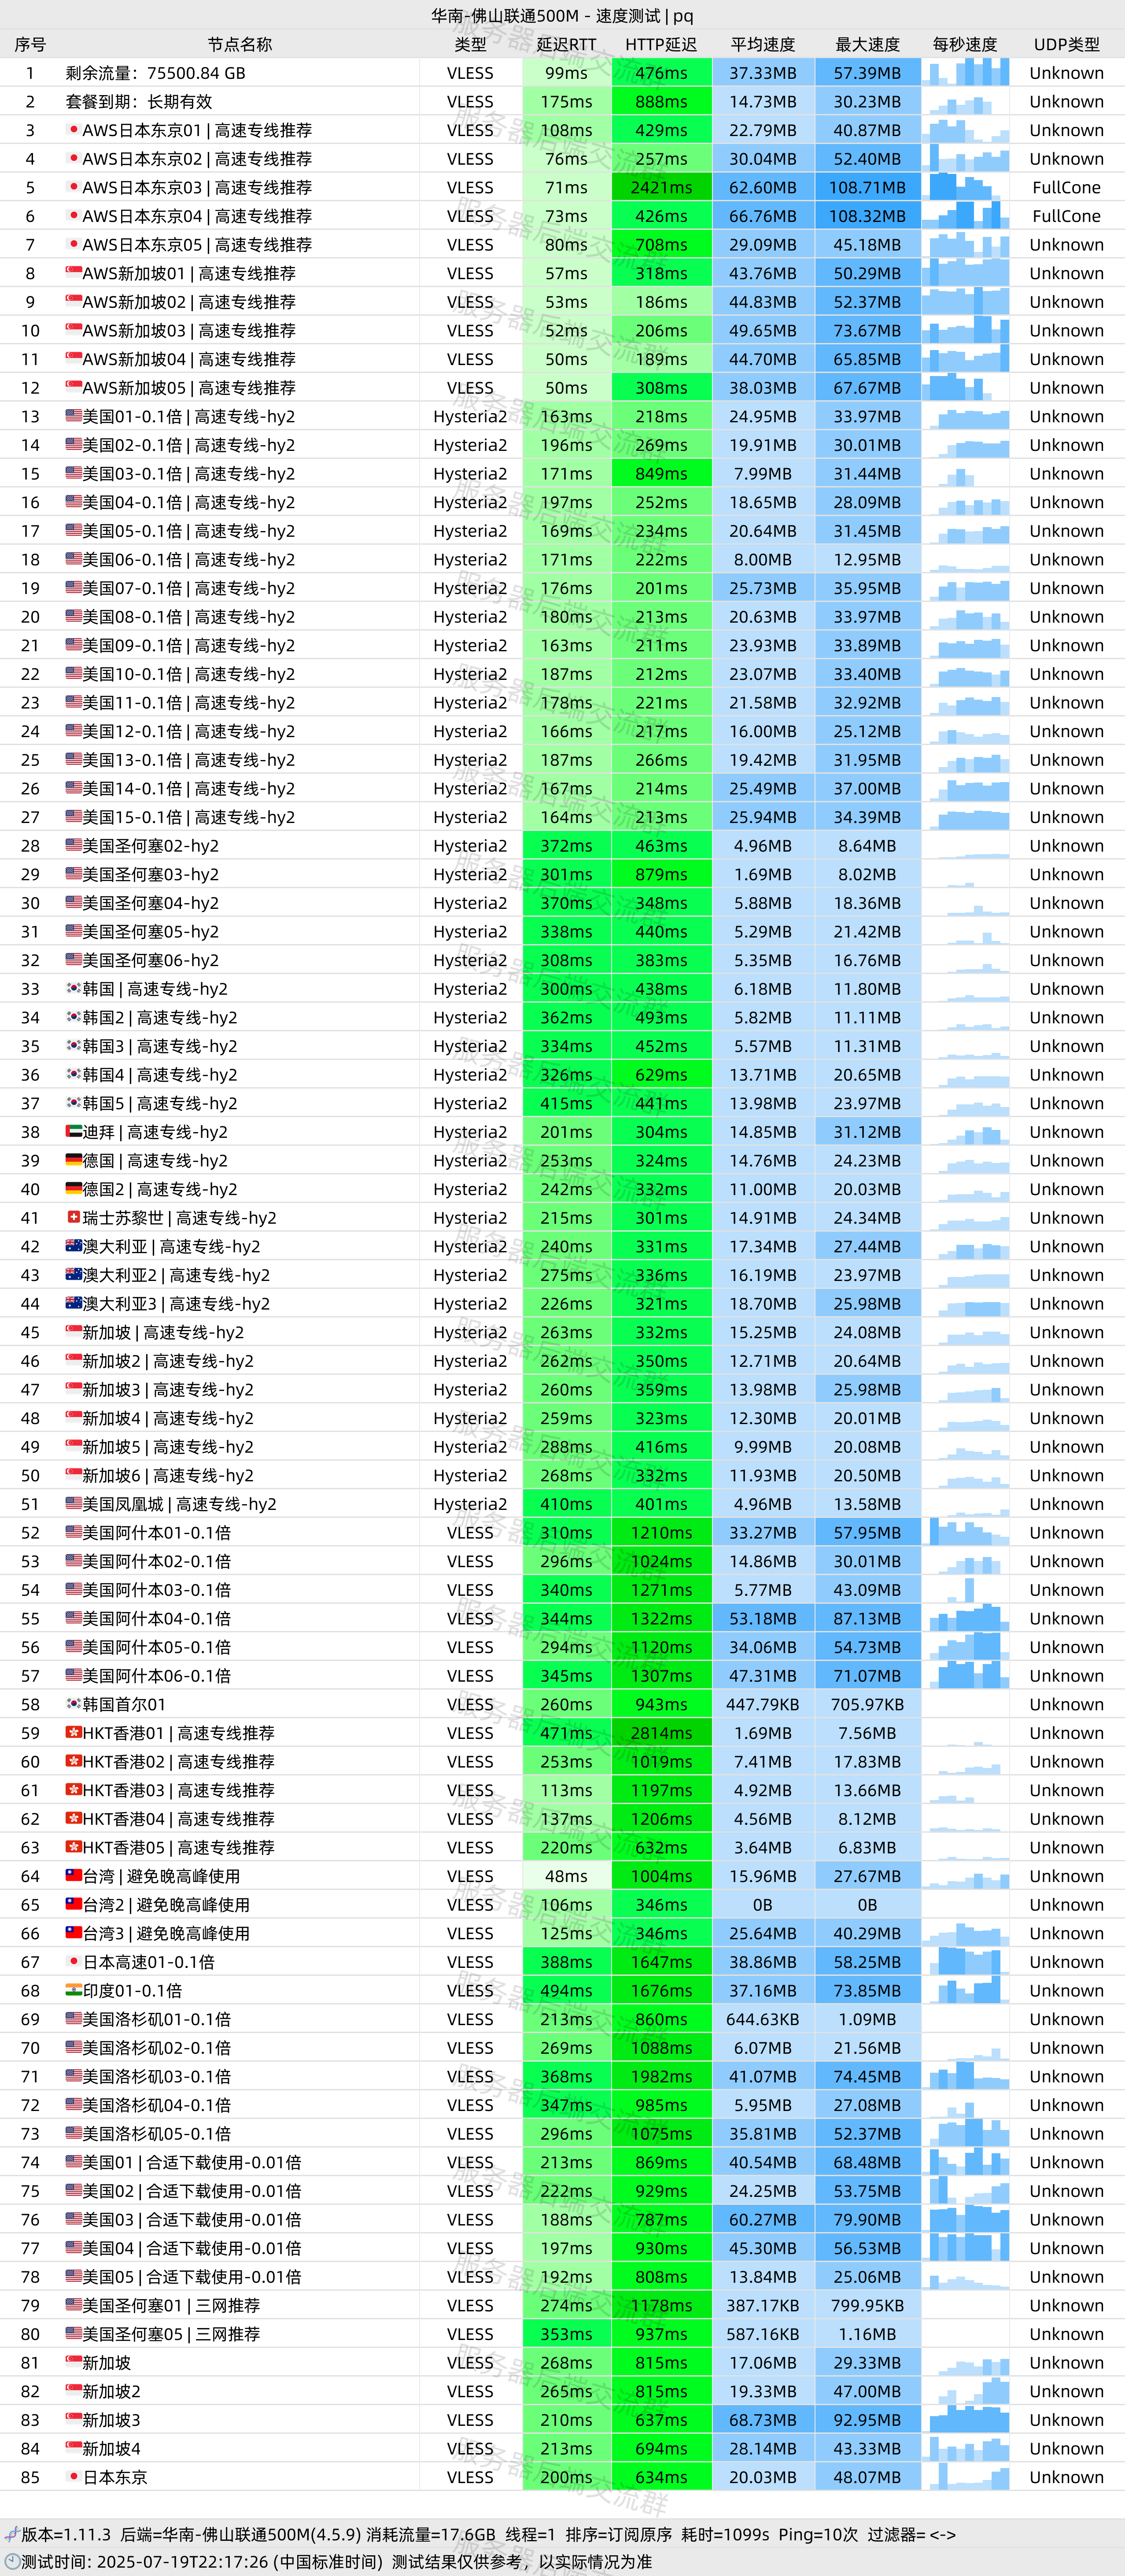 华南-佛山联通500M - 速度测试 | pq
序号 节点名称 类型 延迟RTT HTTP延迟 平均速度 最大速度 每秒速度 UDP类型
1 剩余流量：75500.84 GB VLESS 99ms 476ms 37.33MB 57.39MB Unknown
2 套餐到期：长期有效 VLESS 175ms 888ms 14.73MB 30.23MB Unknown
3 AWS日本东京01 | 高速专线推荐 VLESS 108ms 429ms 22.79MB 40.87MB Unknown
4 AWS日本东京02 | 高速专线推荐 VLESS 76ms 257ms 30.04MB 52.40MB Unknown
5 AWS日本东京03 | 高速专线推荐 VLESS 71ms 2421ms 62.60MB 108.71MB FullCone
6 AWS日本东京04 | 高速专线推荐 VLESS 73ms 426ms 66.76MB 108.32MB FullCone
7 AWS日本东京05 | 高速专线推荐 VLESS 80ms 708ms 29.09MB 45.18MB Unknown
8 AWS新加坡01 | 高速专线推荐 VLESS 57ms 318ms 43.76MB 50.29MB Unknown
9 AWS新加坡02 | 高速专线推荐 VLESS 53ms 186ms 44.83MB 52.37MB Unknown
10 AWS新加坡03 | 高速专线推荐 VLESS 52ms 206ms 49.65MB 73.67MB Unknown
11 AWS新加坡04 | 高速专线推荐 VLESS 50ms 189ms 44.70MB 65.85MB Unknown
12 AWS新加坡05 | 高速专线推荐 VLESS 50ms 308ms 38.03MB 67.67MB Unknown
13 美国01-0.1倍 | 高速专线-hy2 Hysteria2 163ms 218ms 24.95MB 33.97MB Unknown
14 美国02-0.1倍 | 高速专线-hy2 Hysteria2 196ms 269ms 19.91MB 30.01MB Unknown
15 美国03-0.1倍 | 高速专线-hy2 Hysteria2 171ms 849ms 7.99MB 31.44MB Unknown
16 美国04-0.1倍 | 高速专线-hy2 Hysteria2 197ms 252ms 18.65MB 28.09MB Unknown
17 美国05-0.1倍 | 高速专线-hy2 Hysteria2 169ms 234ms 20.64MB 31.45MB Unknown
18 美国06-0.1倍 | 高速专线-hy2 Hysteria2 171ms 222ms 8.00MB 12.95MB Unknown
19 美国07-0.1倍 | 高速专线-hy2 Hysteria2 176ms 201ms 25.73MB 35.95MB Unknown
20 美国08-0.1倍 | 高速专线-hy2 Hysteria2 180ms 213ms 20.63MB 33.97MB Unknown
21 美国09-0.1倍 | 高速专线-hy2 Hysteria2 163ms 211ms 23.93MB 33.89MB Unknown
22 美国10-0.1倍 | 高速专线-hy2 Hysteria2 187ms 212ms 23.07MB 33.40MB Unknown
23 美国11-0.1倍 | 高速专线-hy2 Hysteria2 178ms 221ms 21.58MB 32.92MB Unknown
24 美国12-0.1倍 | 高速专线-hy2 Hysteria2 166ms 217ms 16.00MB 25.12MB Unknown
25 美国13-0.1倍 | 高速专线-hy2 Hysteria2 187ms 266ms 19.42MB 31.95MB Unknown
26 美国14-0.1倍 | 高速专线-hy2 Hysteria2 167ms 214ms 25.49MB 37.00MB Unknown
27 美国15-0.1倍 | 高速专线-hy2 Hysteria2 164ms 213ms 25.94MB 34.39MB Unknown
28 美国圣何塞02-hy2 Hysteria2 372ms 463ms 4.96MB 8.64MB Unknown
29 美国圣何塞03-hy2 Hysteria2 301ms 879ms 1.69MB 8.02MB Unknown
30 美国圣何塞04-hy2 Hysteria2 370ms 348ms 5.88MB 18.36MB Unknown
31 美国圣何塞05-hy2 Hysteria2 338ms 440ms 5.29MB 21.42MB Unknown
32 美国圣何塞06-hy2 Hysteria2 308ms 383ms 5.35MB 16.76MB Unknown
33 韩国 | 高速专线-hy2 Hysteria2 300ms 438ms 6.18MB 11.80MB Unknown
34 韩国2 | 高速专线-hy2 Hysteria2 362ms 493ms 5.82MB 11.11MB Unknown
35 韩国3 | 高速专线-hy2 Hysteria2 334ms 452ms 5.57MB 11.31MB Unknown
36 韩国4 | 高速专线-hy2 Hysteria2 326ms 629ms 13.71MB 20.65MB Unknown
37 韩国5 | 高速专线-hy2 Hysteria2 415ms 441ms 13.98MB 23.97MB Unknown
38 迪拜 | 高速专线-hy2 Hysteria2 201ms 304ms 14.85MB 31.12MB Unknown
39 德国 | 高速专线-hy2 Hysteria2 253ms 324ms 14.76MB 24.23MB Unknown
40 德国2 | 高速专线-hy2 Hysteria2 242ms 332ms 11.00MB 20.03MB Unknown
41 瑞士苏黎世 | 高速专线-hy2 Hysteria2 215ms 301ms 14.91MB 24.34MB Unknown
42 澳大利亚 | 高速专线-hy2 Hysteria2 240ms 331ms 17.34MB 27.44MB Unknown
43 澳大利亚2 | 高速专线-hy2 Hysteria2 275ms 336ms 16.19MB 23.97MB Unknown
44 澳大利亚3 | 高速专线-hy2 Hysteria2 226ms 321ms 18.70MB 25.98MB Unknown
45 新加坡 | 高速专线-hy2 Hysteria2 263ms 332ms 15.25MB 24.08MB Unknown
46 新加坡2 | 高速专线-hy2 Hysteria2 262ms 350ms 12.71MB 20.64MB Unknown
47 新加坡3 | 高速专线-hy2 Hysteria2 260ms 359ms 13.98MB 25.98MB Unknown
48 新加坡4 | 高速专线-hy2 Hysteria2 259ms 323ms 12.30MB 20.01MB Unknown
49 新加坡5 | 高速专线-hy2 Hysteria2 288ms 416ms 9.99MB 20.08MB Unknown
50 新加坡6 | 高速专线-hy2 Hysteria2 268ms 332ms 11.93MB 20.50MB Unknown
51 美国凤凰城 | 高速专线-hy2 Hysteria2 410ms 401ms 4.96MB 13.58MB Unknown
52 美国阿什本01-0.1倍 VLESS 310ms 1210ms 33.27MB 57.95MB Unknown
53 美国阿什本02-0.1倍 VLESS 296ms 1024ms 14.86MB 30.01MB Unknown
54 美国阿什本03-0.1倍 VLESS 340ms 1271ms 5.77MB 43.09MB Unknown
55 美国阿什本04-0.1倍 VLESS 344ms 1322ms 53.18MB 87.13MB Unknown
56 美国阿什本05-0.1倍 VLESS 294ms 1120ms 34.06MB 54.73MB Unknown
57 美国阿什本06-0.1倍 VLESS 345ms 1307ms 47.31MB 71.07MB Unknown
58 韩国首尔01 VLESS 260ms 943ms 447.79KB 705.97KB Unknown
59 HKT香港01 | 高速专线推荐 VLESS 471ms 2814ms 1.69MB 7.56MB Unknown
60 HKT香港02 | 高速专线推荐 VLESS 253ms 1019ms 7.41MB 17.83MB Unknown
61 HKT香港03 | 高速专线推荐 VLESS 113ms 1197ms 4.92MB 13.66MB Unknown
62 HKT香港04 | 高速专线推荐 VLESS 137ms 1206ms 4.56MB 8.12MB Unknown
63 HKT香港05 | 高速专线推荐 VLESS 220ms 632ms 3.64MB 6.83MB Unknown
64 台湾 | 避免晚高峰使用 VLESS 48ms 1004ms 15.96MB 27.67MB Unknown
65 台湾2 | 避免晚高峰使用 VLESS 106ms 346ms 0B 0B Unknown
66 台湾3 | 避免晚高峰使用 VLESS 125ms 346ms 25.64MB 40.29MB Unknown
67 日本高速01-0.1倍 VLESS 388ms 1647ms 38.86MB 58.25MB Unknown
68 印度01-0.1倍 VLESS 494ms 1676ms 37.16MB 73.85MB Unknown
69 美国洛杉矶01-0.1倍 VLESS 213ms 860ms 644.63KB 1.09MB Unknown
70 美国洛杉矶02-0.1倍 VLESS 269ms 1088ms 6.07MB 21.56MB Unknown
71 美国洛杉矶03-0.1倍 VLESS 368ms 1982ms 41.07MB 74.45MB Unknown
72 美国洛杉矶04-0.1倍 VLESS 347ms 985ms 5.95MB 27.08MB Unknown
73 美国洛杉矶05-0.1倍 VLESS 296ms 1075ms 35.81MB 52.37MB Unknown
74 美国01 | 合适下载使用-0.01倍 VLESS 213ms 869ms 40.54MB 68.48MB Unknown
75 美国02 | 合适下载使用-0.01倍 VLESS 222ms 929ms 24.25MB 53.75MB Unknown
76 美国03 | 合适下载使用-0.01倍 VLESS 188ms 787ms 60.27MB 79.90MB Unknown
77 美国04 | 合适下载使用-0.01倍 VLESS 197ms 930ms 45.30MB 56.53MB Unknown
78 美国05 | 合适下载使用-0.01倍 VLESS 192ms 808ms 13.84MB 25.06MB Unknown
79 美国圣何塞01 | 三网推荐 VLESS 274ms 1178ms 387.17KB 799.95KB Unknown
80 美国圣何塞05 | 三网推荐 VLESS 353ms 937ms 587.16KB 1.16MB Unknown
81 新加坡 VLESS 268ms 815ms 17.06MB 29.33MB Unknown
82 新加坡2 VLESS 265ms 815ms 19.33MB 47.00MB Unknown
83 新加坡3 VLESS 210ms 637ms 68.73MB 92.95MB Unknown
84 新加坡4 VLESS 213ms 694ms 28.14MB 43.33MB Unknown
85 日本东京 VLESS 200ms 634ms 20.03MB 48.07MB Unknown
版本=1.11.3 后端=华南-佛山联通500M(4.5.9) 消耗流量=17.6GB 线程=1 排序=订阅原序 耗时=1099s Ping=10次 过滤器= <->
测试时间: 2025-07-19T22:17:26 (中国标准时间) 测试结果仅供参考，以实际情况为准
服务器后端交流群